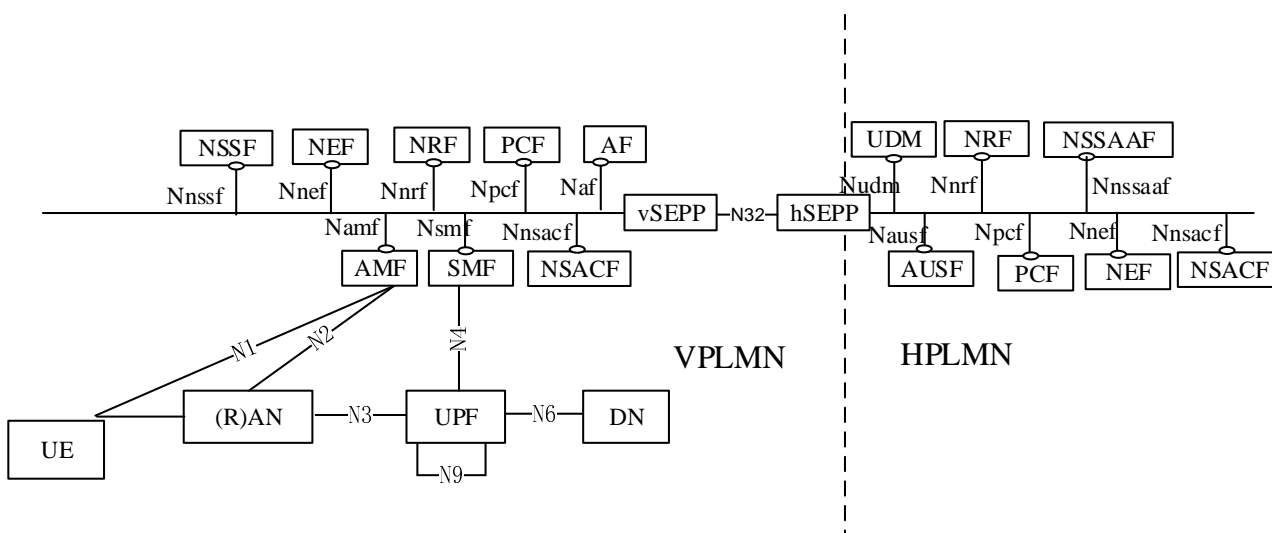 NSSF
NEF
NRF
PCF
AF
UDM
NRF
NSSAAF
Nnssf
Nnef
Nnrf
Npcf
Naf
Nudm
Nnrf
Nnssaaf
vSEPP
N32
hSEPP
Namf
Nsmf
Nnsacf
Nausf
Npcf
Nnef
Nnsacf
AMF
SMF
NSACF
AUSF
PCF
NEF
NSACF
N1
N2
N4
VPLMN
HPLMN
UE
(R)AN
N3
UPF
N6
DN
N9